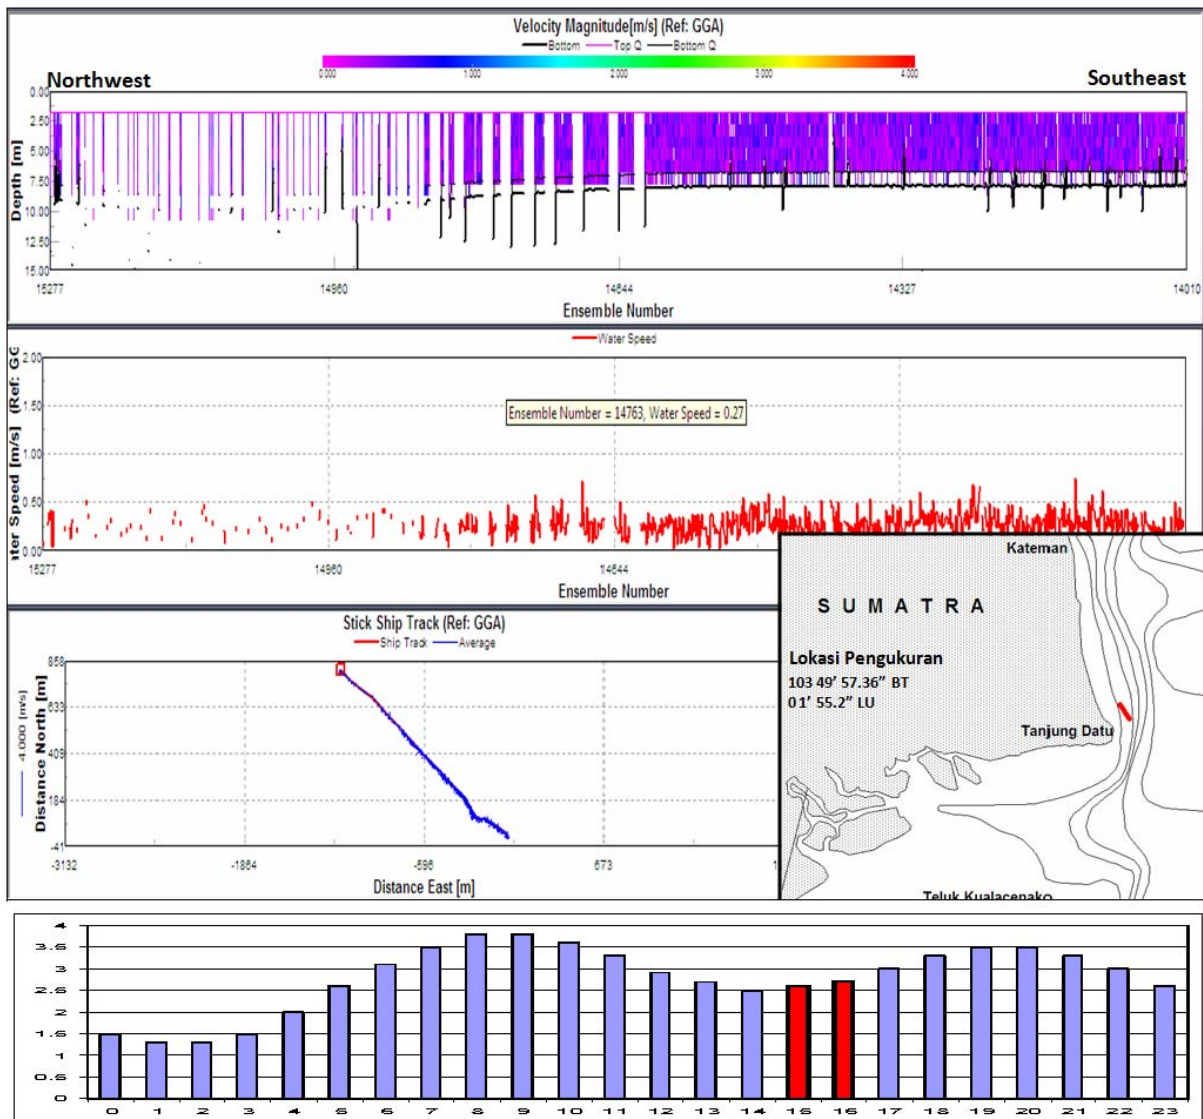 Velocity Magnitude[m/s] (Ref: GGA)
Bottom Top Q Bottom Q
Northwest
Southeast
0.000 1.000 2.000 3.000 4.000
Depth [m]
0.00
2.50
5.00
7.50
10.00
12.50
15.00
15277 14960 14644 14327 14010
Ensemble Number
Water Speed
Speed [m/s] (Ref:
2.00
1.50
1.00
0.50
0.00
Ensemble Number = 14763, Water Speed = 0.27
15277 14960 14644
Ensemble Number
Stick Ship Track (Ref: GGA)
Ship Track Average
4.000 [m/s]
Distance North [m]
858
633
409
184
-41
-3132 -1864 -596 673
Distance East [m]
Kateman
SUMATRA
Lokasi Pengukuran
103 49' 57.36" BT
0 1' 55.2" LU
Tanjung Datu
Teluk Kualacenako
4
3.5
3
2.5
2
1.5
1
0.5
0
0 1 2 3 4 5 6 7 8 9 10 11 12 13 14 15 16 17 18 19 20 21 22 23